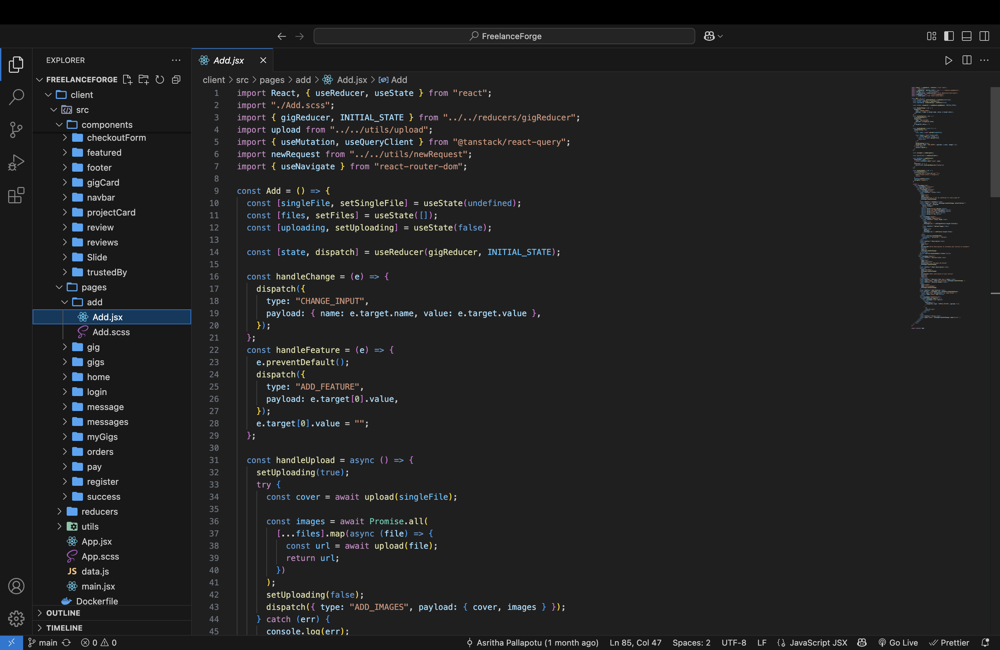 FreelanceForge
EXPLORER
FREELANCEFORGE
client
src
components
checkoutForm
featured
footer
gigCard
navbar
projectCard
review
reviews
Slide
trustedBy
pages
add
Add.jsx
Add.scss
gig
gigs
home
login
message
messages
myGigs
orders
pay
register
success
reducers
utils
App.jsx
App.scss
JS data.js
main.jsx
Dockerfile
OUTLINE
TIMELINE
Add.jsx
client > src > pages > add > Add.jsx > Add
1 import React, { useReducer, useState } from "react";
2 import "./Add.scss";
3 import { gigReducer, INITIAL_STATE } from "../../reducers/gigReducer";
4 import upload from "../../utils/upload";
5 import { useMutation, useQueryClient } from "@tanstack/react-query";
6 import newRequest from "../../utils/newRequest";
7 import { useNavigate } from "react-router-dom";
8
9 const Add = () => {
10 const [singleFile, setSingleFile] = useState(undefined);
11 const [files, setFiles] = useState([]);
12 const [uploading, setUploading] = useState(false);
13
14 const [state, dispatch] = useReducer(gigReducer, INITIAL_STATE);
15
16 const handleChange = (e) => {
17 dispatch({
18 type: "CHANGE_INPUT",
19 payload: { name: e.target.name, value: e.target.value },
20 });
21 };
22 const handleFeature = (e) => {
23 e.preventDefault();
24 dispatch({
25 type: "ADD_FEATURE",
26 payload: e.target[0].value,
27 });
28 e.target[0].value = "";
29 };
30
31 const handleUpload = async () => {
32 setUploading(true);
33 try {
34 const cover = await upload(singleFile);
35
36 const images = await Promise.all(
37 [...files].map(async (file) => {
38 const url = await upload(file);
39 return url;
40 })
41 );
42 setUploading(false);
43 dispatch({ type: "ADD_IMAGES", payload: { cover, images } });
44 } catch (err) {
45 console.log(err);
main 0 0 Asritha Pallapotu (1 month ago) Ln 85, Col 47 Spaces: 2 UTF-8 LF JavaScript JSX Go Live Prettier